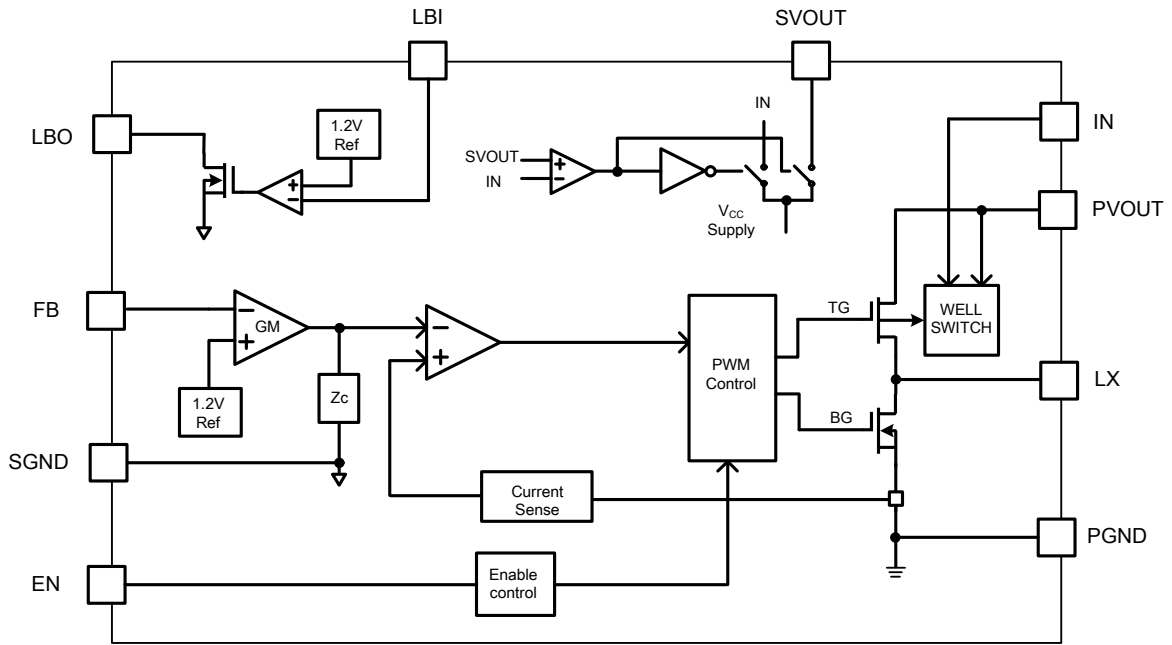 LBI
SVOUT
LBO
1.2V
Ref
+
−
SVOUT
IN
+
−
IN
VCC
Supply
IN
PVOUT
FB
−
+
GM
1.2V
Ref
Zc
−
+
PWM
Control
TG
BG
WELL
SWITCH
LX
SGND
Current
Sense
PGND
EN
Enable
control